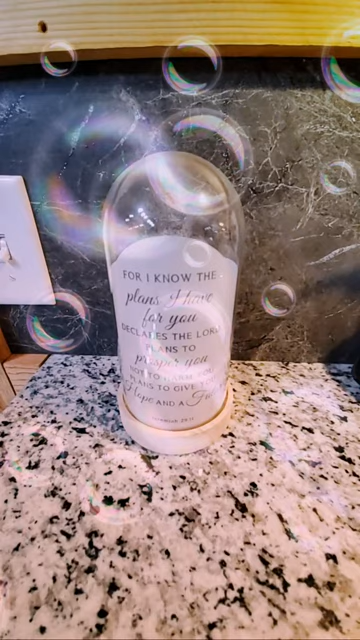 FOR I KNOW THE
plans I have
for you
DECLARES THE LORD
PLANS TO
prosper you
NOT TO HARM YOU
PLANS TO GIVE
Hope AND A